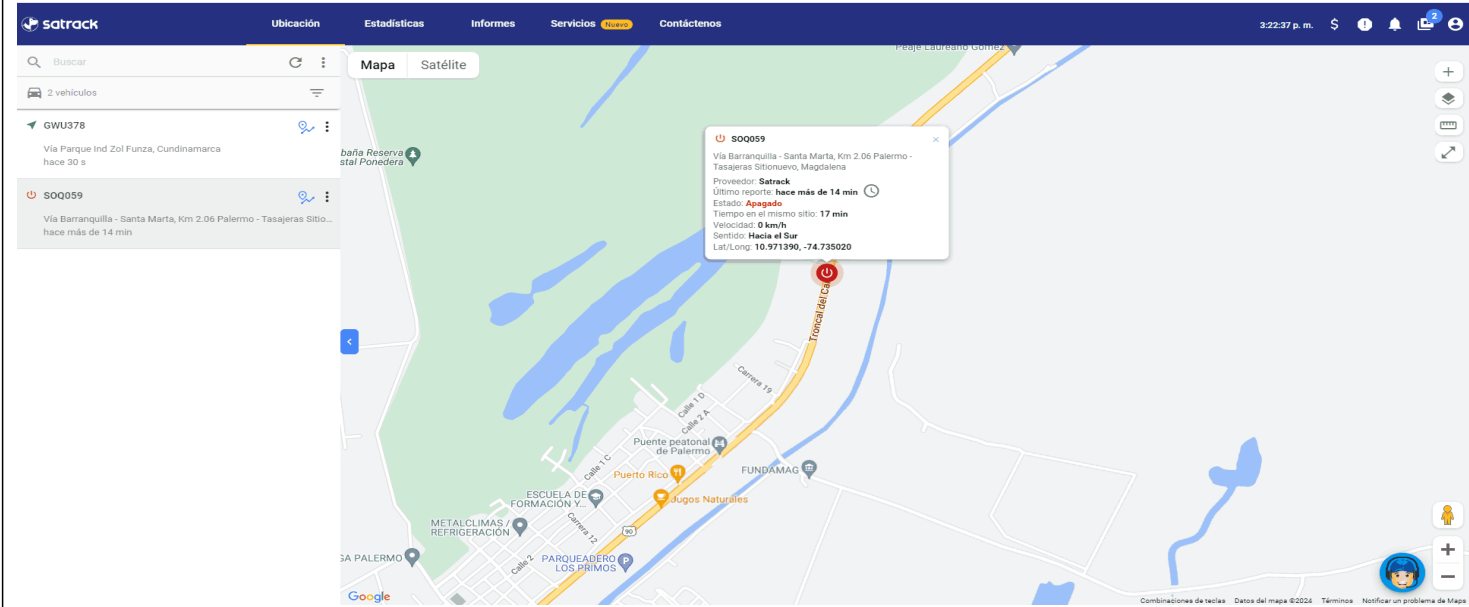 satrack
Ubicación
Estadísticas
Informes
Servicios Nuevo
Contáctenos
3:22:37 p. m.
2
Buscar
2 vehículos
GWU378
Vía Parque Ind Zol Funza, Cundinamarca
hace 30 s
SOQ059
Vía Barranquilla - Santa Marta, Km 2.06 Palermo - Tasajeras Sitio...
hace más de 14 min
Mapa
Satélite
Peaje Laureano Gómez
baña Reserva
stal Ponedera
SOQ059
Vía Barranquilla - Santa Marta, Km 2.06 Palermo -
Tasajeras Sitionuevo, Magdalena
Proveedor: Satrack
Último reporte: hace más de 14 min
Estado: Apagado
Tiempo en el mismo sitio: 17 min
Velocidad: 0 km/h
Sentido: Hacia el Sur
Lat/Long: 10.971390, -74.735020
Troncal del Ca
Carrera 19
Calle 1 D
Calle 2 A
Puente peatonal
de Palermo
Calle 1 C
Puerto Rico
FUNDAMAG
ESCUELA DE
FORMACIÓN Y...
Jugos Naturales
METALCLIMAS /
REFRIGERACIÓN
Carrera 12
90
GA PALERMO
Calle 2
PARQUEADERO
LOS PRIMOS
P
Google
Combinaciones de teclas
Datos del mapa ©2024
Términos
Notificar un problema de Maps